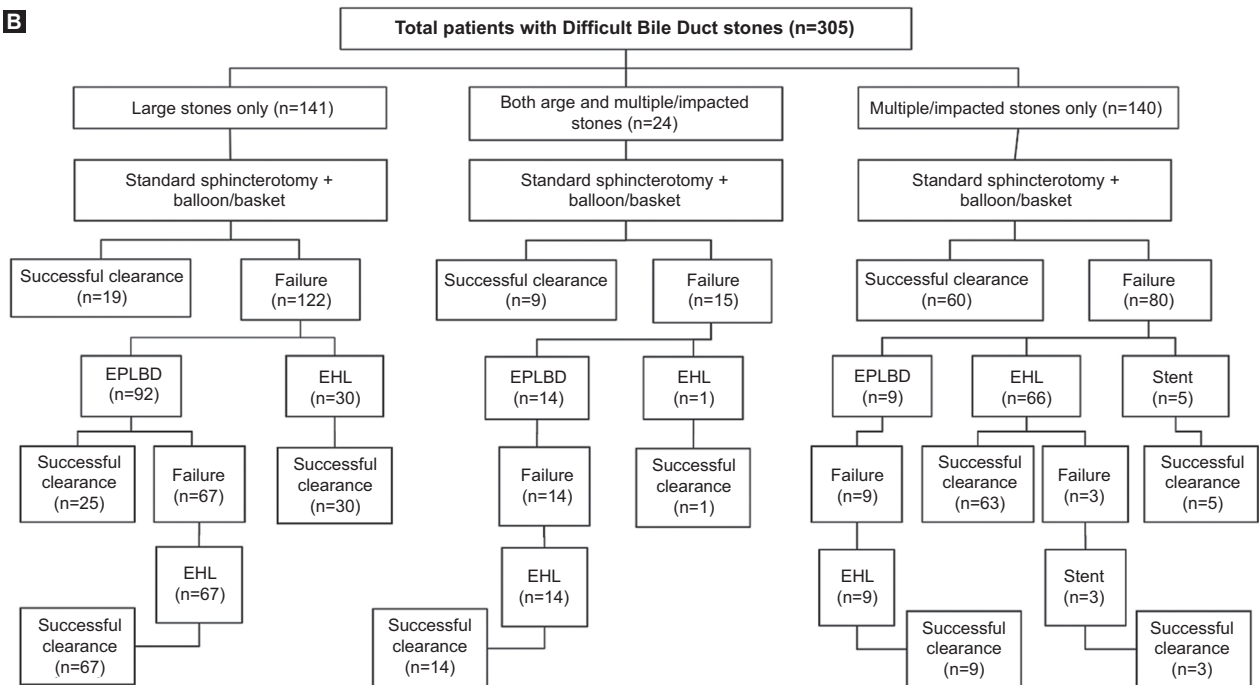 B
Total patients with Difficult Bile Duct stones (n=305)
Large stones only (n=141)
Both arge and multiple/impacted
stones (n=24)
Multiple/impacted stones only (n=140)
Standard sphincterotomy +
balloon/basket
Standard sphincterotomy +
balloon/basket
Standard sphincterotomy +
balloon/basket
Successful clearance
(n=19)
Failure
(n=122)
Successful clearance
(n=9)
Failure
(n=15)
Successful clearance
(n=60)
Failure
(n=80)
EPLBD
(n=92)
EHL
(n=30)
EPLBD
(n=14)
EHL
(n=1)
EPLBD
(n=9)
EHL
(n=66)
Stent
(n=5)
Successful
clearance
(n=25)
Failure
(n=67)
Successful
clearance
(n=30)
Failure
(n=14)
Successful
clearance
(n=1)
Failure
(n=9)
Successful
clearance
(n=63)
Failure
(n=3)
Successful
clearance
(n=5)
EHL
(n=67)
EHL
(n=14)
EHL
(n=9)
Stent
(n=3)
Successful
clearance
(n=67)
Successful
clearance
(n=14)
Successful
clearance
(n=9)
Successful
clearance
(n=3)